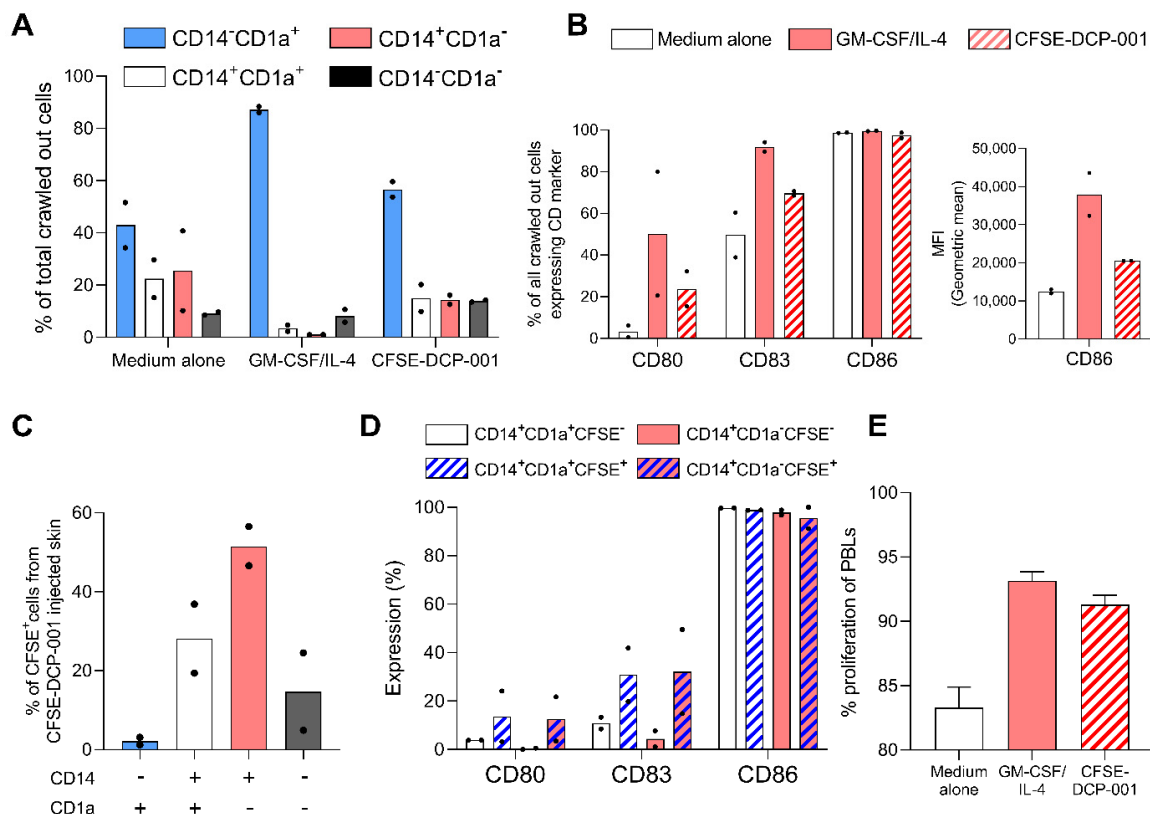 A
CD14⁻CD1a⁺
CD14⁺CD1a⁻
CD14⁺CD1a⁺
CD14⁻CD1a⁻
% of total crawled out cells
100
80
60
40
20
0
Medium alone
GM-CSF/IL-4
CFSE-DCP-001
B
Medium alone
GM-CSF/IL-4
CFSE-DCP-001
% of all crawled out cells
expressing CD marker
100
80
60
40
20
0
CD80
CD83
CD86
MFI
(Geometric mean)
50,000
40,000
30,000
20,000
10,000
0
CD86
C
% of CFSE⁺cells from
CFSE-DCP-001 injected skin
60
40
20
0
CD14 - + + -
CD1a + + - -
D
CD14⁺CD1a⁺CFSE⁻
CD14⁺CD1a⁻CFSE⁻
CD14⁺CD1a⁺CFSE⁺
CD14⁺CD1a⁻CFSE⁺
Expression (%)
100
80
60
40
20
0
CD80
CD83
CD86
E
% proliferation of PBLs
100
95
90
85
80
Medium
alone
GM-CSF/
IL-4
CFSE-
DCP-001